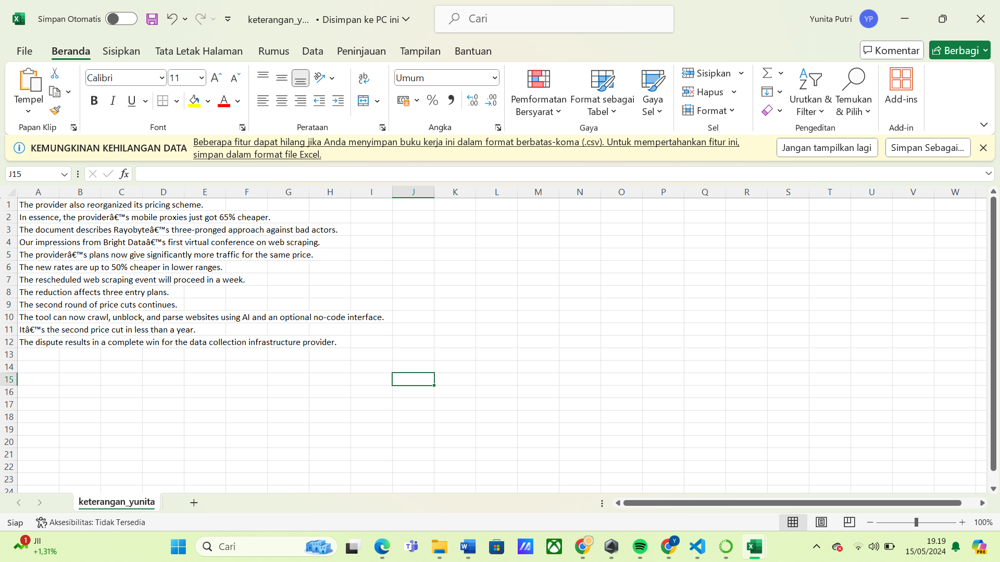 Simpan Otomatis
keterangan_y... • Disimpan ke PC ini
Cari
Yunita Putri YP
File Beranda Sisipkan Tata Letak Halaman Rumus Data Peninjauan Tampilan Bantuan
Komentar Berbagi
Tempel
Papan Klip
Calibri 11
B I U A
Font
Perataan
Umum
Angka
Pemformatan Bersyarat
Format sebagai Tabel
Gaya Sel
Gaya
Sisipkan
Hapus
Format
Sel
Urutkan & Filter
Temukan & Pilih
Pengeditan
Add-ins
Add-in
KEMUNGKINAN KEHILANGAN DATA
Beberapa fitur dapat hilang jika Anda menyimpan buku kerja ini dalam format berbatas-koma (.csv). Untuk mempertahankan fitur ini,
simpan dalam format file Excel.
Jangan tampilkan lagi
Simpan Sebagai...
J15 fx
A B C D E F G H I J K L M N O P Q R S T U V W
1 The provider also reorganized its pricing scheme.
2 In essence, the providerâ€™s mobile proxies just got 65% cheaper.
3 The document describes Rayobyteâ€™s three-pronged approach against bad actors.
4 Our impressions from Bright Dataâ€™s first virtual conference on web scraping.
5 The providerâ€™s plans now give significantly more traffic for the same price.
6 The new rates are up to 50% cheaper in lower ranges.
7 The rescheduled web scraping event will proceed in a week.
8 The reduction affects three entry plans.
9 The second round of price cuts continues.
10 The tool can now crawl, unblock, and parse websites using AI and an optional no-code interface.
11 Itâ€™s the second price cut in less than a year.
12 The dispute results in a complete win for the data collection infrastructure provider.
13
14
15
16
17
18
19
20
21
22
23
24
keterangan_yunita
Siap Aksesibilitas: Tidak Tersedia
100%
1 JII
+1,31%
Cari
19.19
15/05/2024
PRE